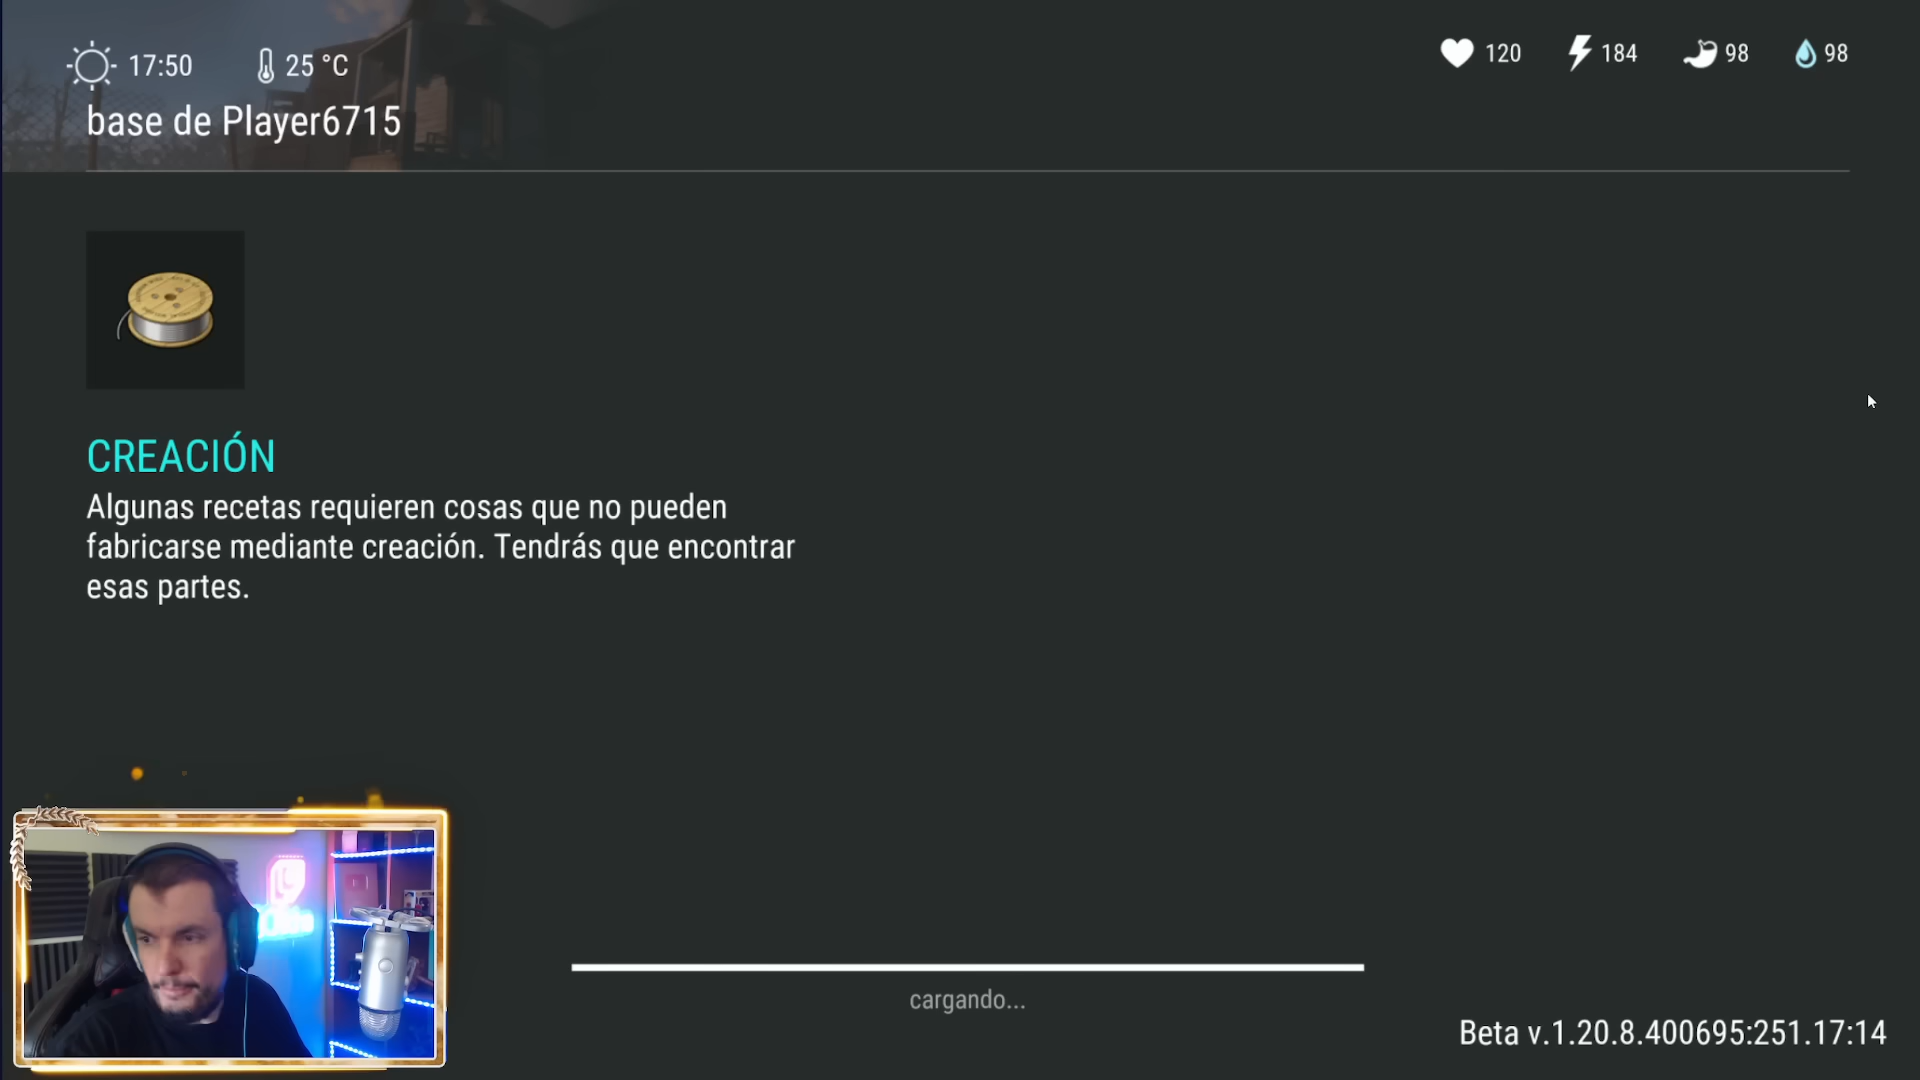 17:50
25 °C
120
184
98
98
base de Player6715
CREACIÓN
Algunas recetas requieren cosas que no pueden
fabricarse mediante creación. Tendrás que encontrar
esas partes.
cargando...
Beta v.1.20.8.400695:251.17:14